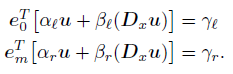 e_0^T [α_ℓ u + β_ℓ (D_x u)] = γ_ℓ
e_m^T [α_r u + β_r (D_x u)] = γ_r.